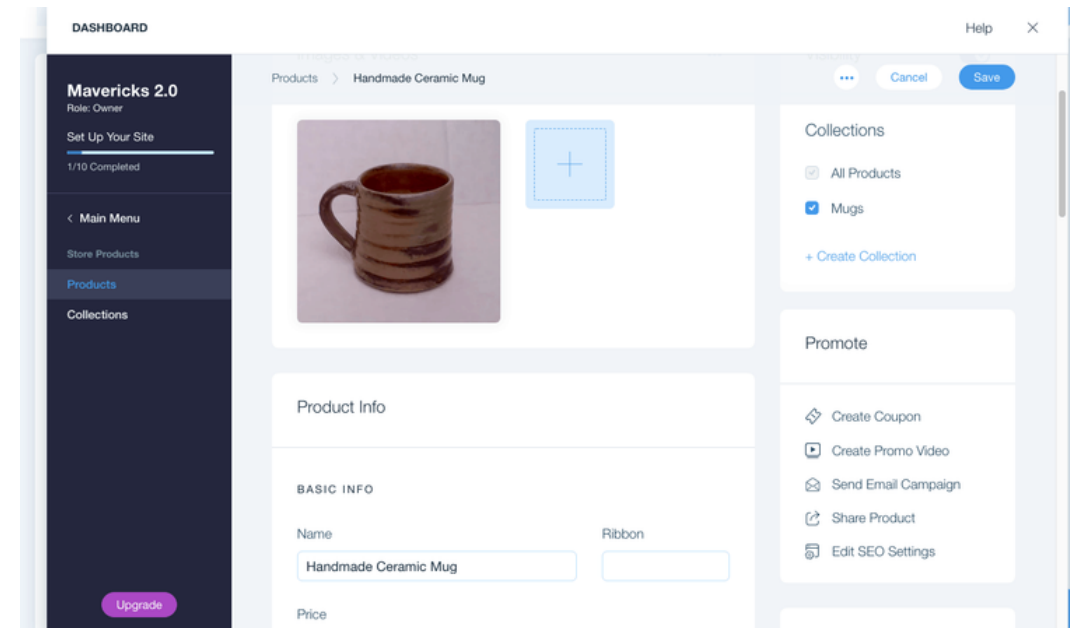 DASHBOARD
Help
Mavericks 2.0
Role: Owner
Set Up Your Site
1/10 Completed
Main Menu
Store Products
Products
Collections
Upgrade
Products > Handmade Ceramic Mug
Cancel
Save
Product Info
BASIC INFO
Name
Ribbon
Handmade Ceramic Mug
Price
Collections
All Products
Mugs
+ Create Collection
Promote
Create Coupon
Create Promo Video
Send Email Campaign
Share Product
Edit SEO Settings